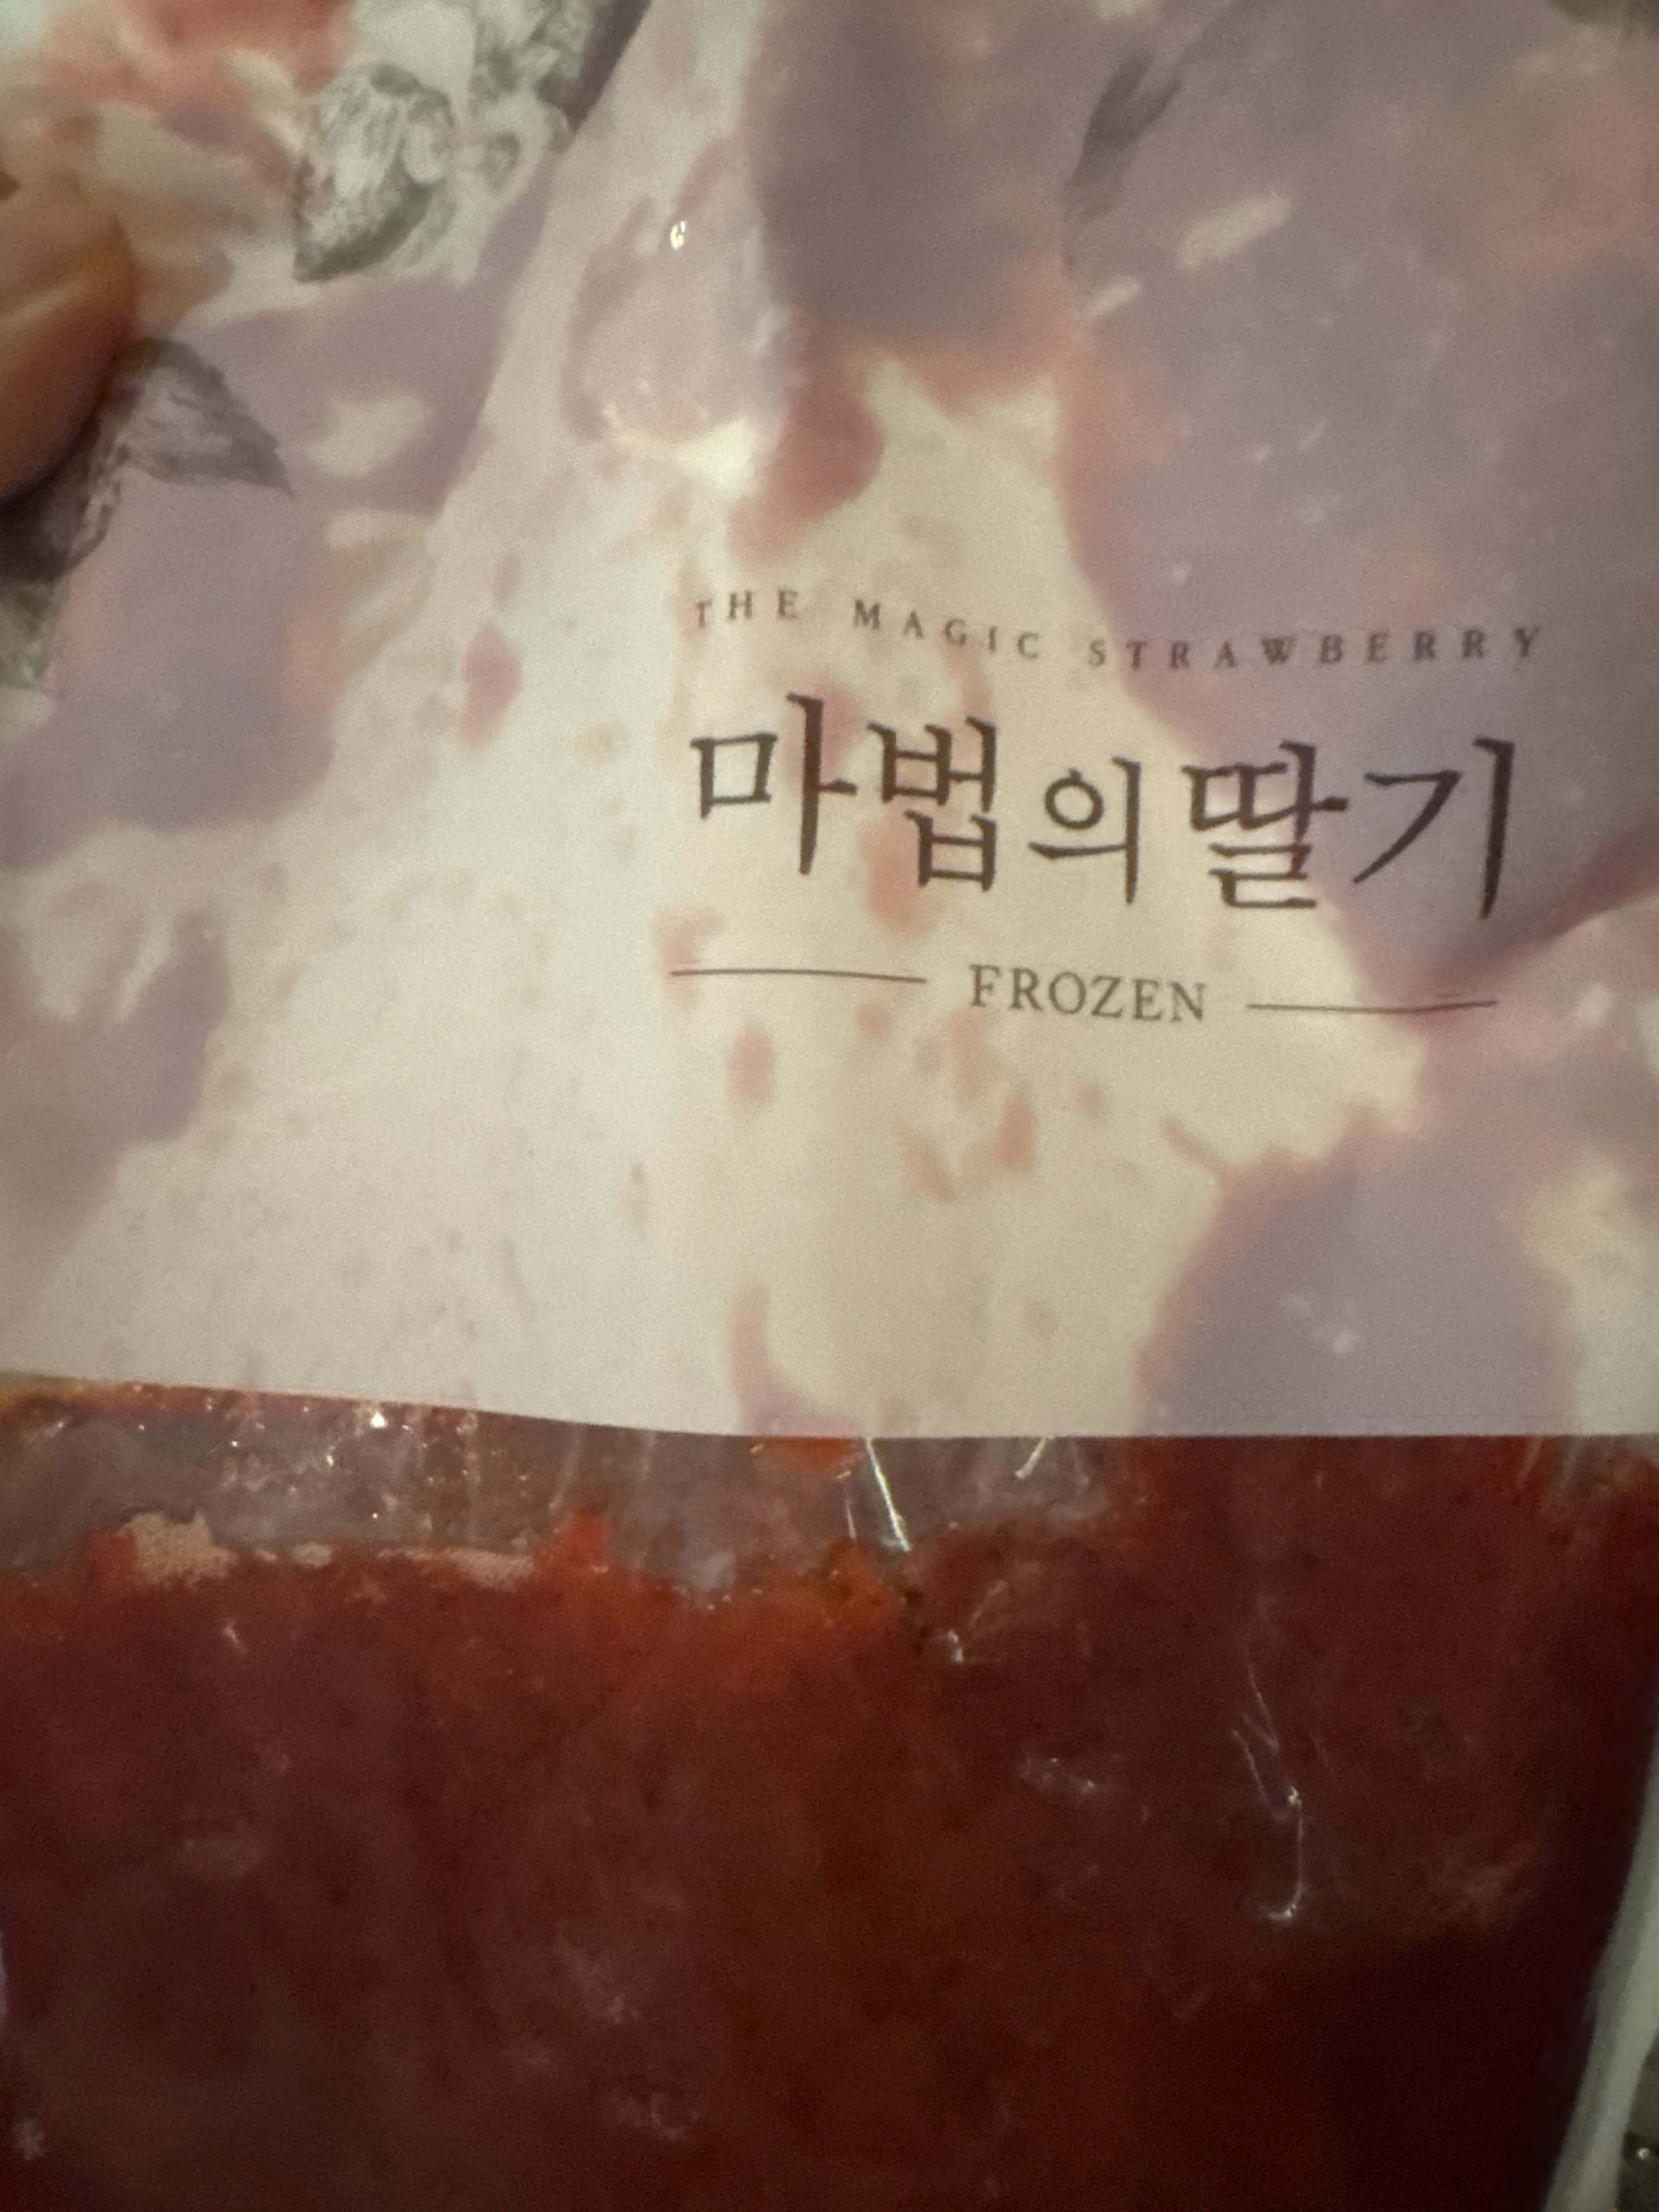 THE MAGIC STRAWBERRY
마법의딸기
FROZEN